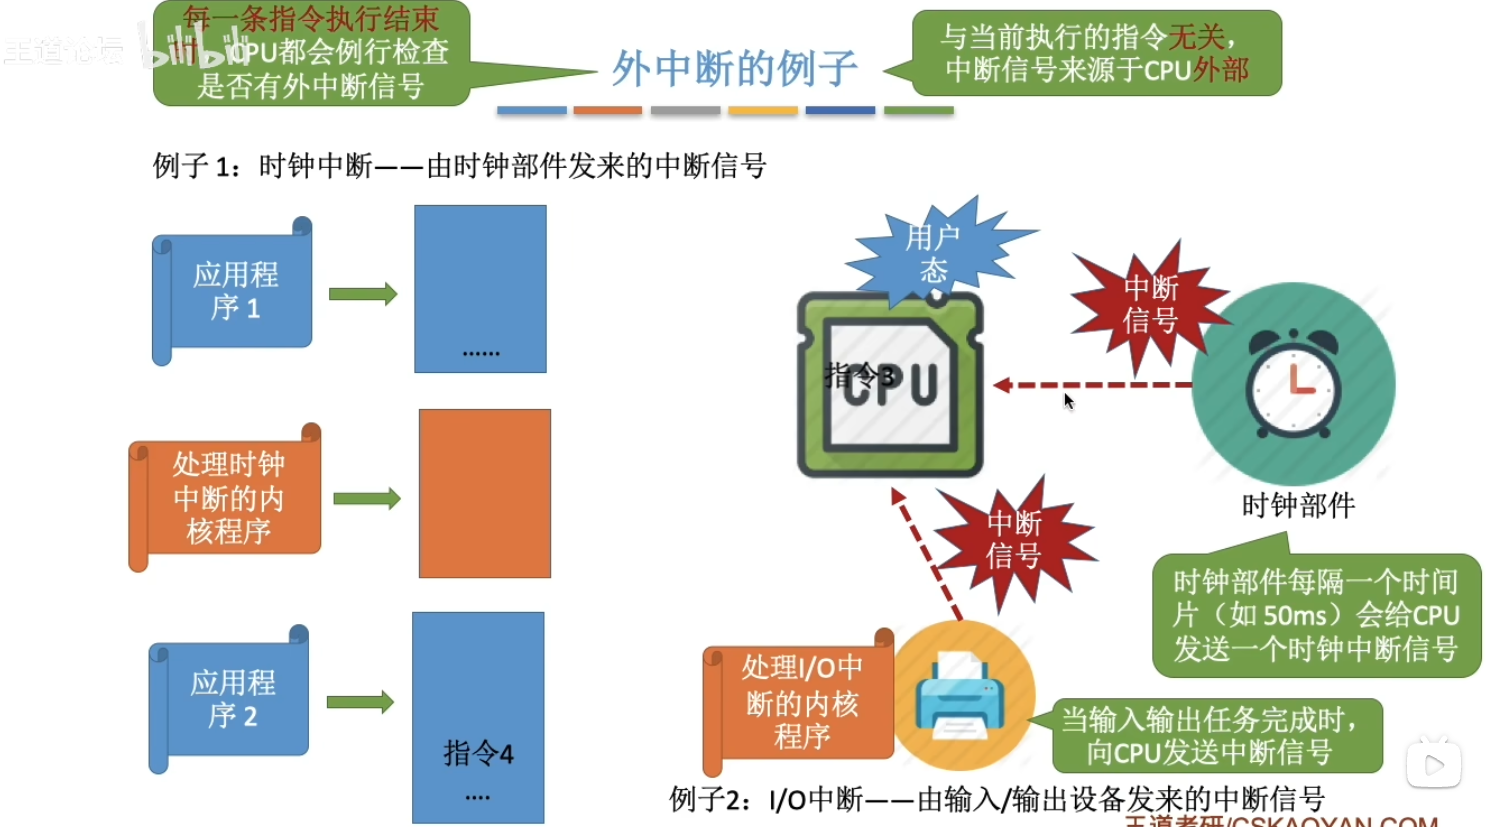 每一条指令执行结束
时，CPU都会例行检查
是否有外中断信号
王道论坛
bilibili
外中断的例子
与当前执行的指令无关，
中断信号来源于CPU外部
例子 1：时钟中断——由时钟部件发来的中断信号
应用程
序 1
......
用户
态
中断
信号
指令3
CPU
处理时钟
中断的内
核程序
时钟部件
中断
信号
时钟部件每隔一个时间
片（如 50ms）会给CPU
发送一个时钟中断信号
应用程
序 2
指令4
....
处理I/O中
断的内核
程序
当输入输出任务完成时，
向CPU发送中断信号
例子2：I/O中断——由输入/输出设备发来的中断信号
王道考研/CSKAOYAN.COM